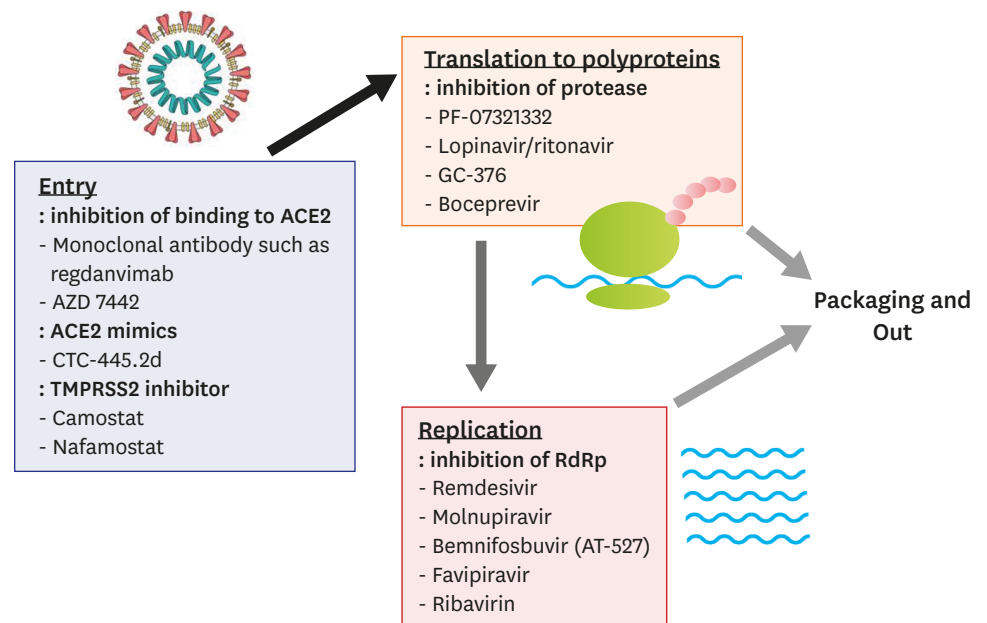 Entry
: inhibition of binding to ACE2
- Monoclonal antibody such as
regdanvimab
- AZD 7442
: ACE2 mimics
- CTC-445.2d
: TMPRSS2 inhibitor
- Camostat
- Nafamostat
Translation to polyproteins
: inhibition of protease
- PF-07321332
- Lopinavir/ritonavir
- GC-376
- Boceprevir
Replication
: inhibition of RdRp
- Remdesivir
- Molnupiravir
- Bemnifosbuvir (AT-527)
- Favipiravir
- Ribavirin
Packaging and
Out